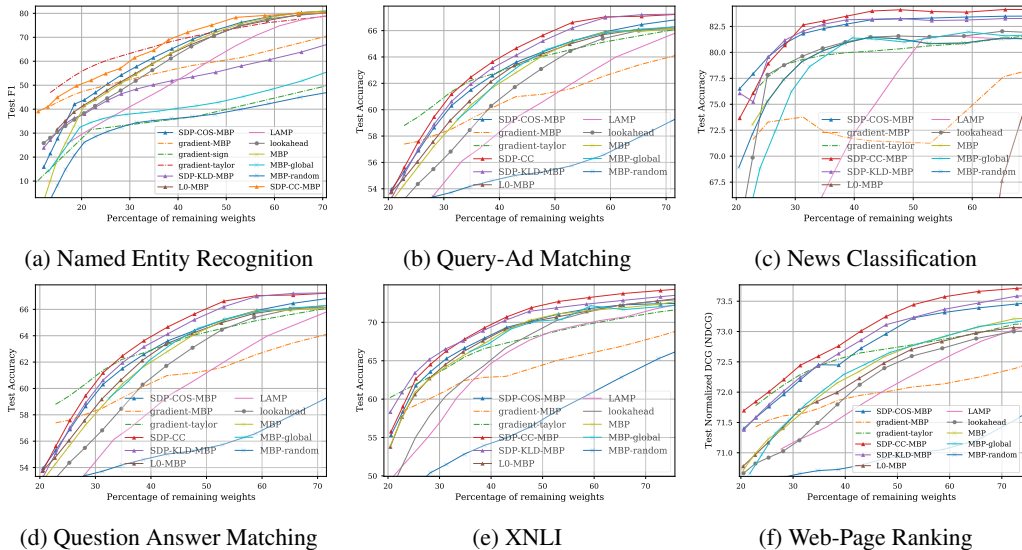 Test F1
80
70
60
50
40
30
20
10
10
20
30
40
50
60
70
Percentage of remaining weights
SDP-COS-MBP
gradient-MBP
gradient-sign
gradient-taylor
SDP-KLD-MBP
L0-MBP
LAMP
lookahead
MBP
MBP-global
MBP-random
SDP-CC-MBP
(a) Named Entity Recognition
Test Accuracy
66
64
62
60
58
56
54
20
30
40
50
60
70
Percentage of remaining weights
SDP-COS-MBP
gradient-MBP
gradient-taylor
SDP-CC
SDP-KLD-MBP
L0-MBP
LAMP
lookahead
MBP
MBP-global
MBP-random
(b) Query-Ad Matching
Test Accuracy
82.5
80.0
77.5
75.0
72.5
70.0
67.5
20
30
40
50
60
70
Percentage of remaining weights
SDP-COS-MBP
gradient-MBP
gradient-taylor
SDP-CC-MBP
SDP-KLD-MBP
L0-MBP
LAMP
lookahead
MBP
MBP-global
MBP-random
(c) News Classification
Test Accuracy
66
64
62
60
58
56
54
20
30
40
50
60
70
Percentage of remaining weights
SDP-COS-MBP
gradient-MBP
gradient-taylor
SDP-CC
SDP-KLD-MBP
L0-MBP
LAMP
lookahead
MBP
MBP-global
MBP-random
(d) Question Answer Matching
Test Accuracy
70
65
60
55
50
20
30
40
50
60
70
Percentage of remaining weights
SDP-COS-MBP
gradient-MBP
gradient-taylor
SDP-CC-MBP
SDP-KLD-MBP
L0-MBP
LAMP
lookahead
MBP
MBP-global
MBP-random
(e) XNLI
Test Normalized DCG (NDCG)
73.5
73.0
72.5
72.0
71.5
71.0
20
30
40
50
60
70
Percentage of remaining weights
SDP-COS-MBP
gradient-MBP
gradient-taylor
SDP-CC-MBP
SDP-KLD-MBP
L0-MBP
LAMP
lookahead
MBP
MBP-global
MBP-random
(f) Web-Page Ranking